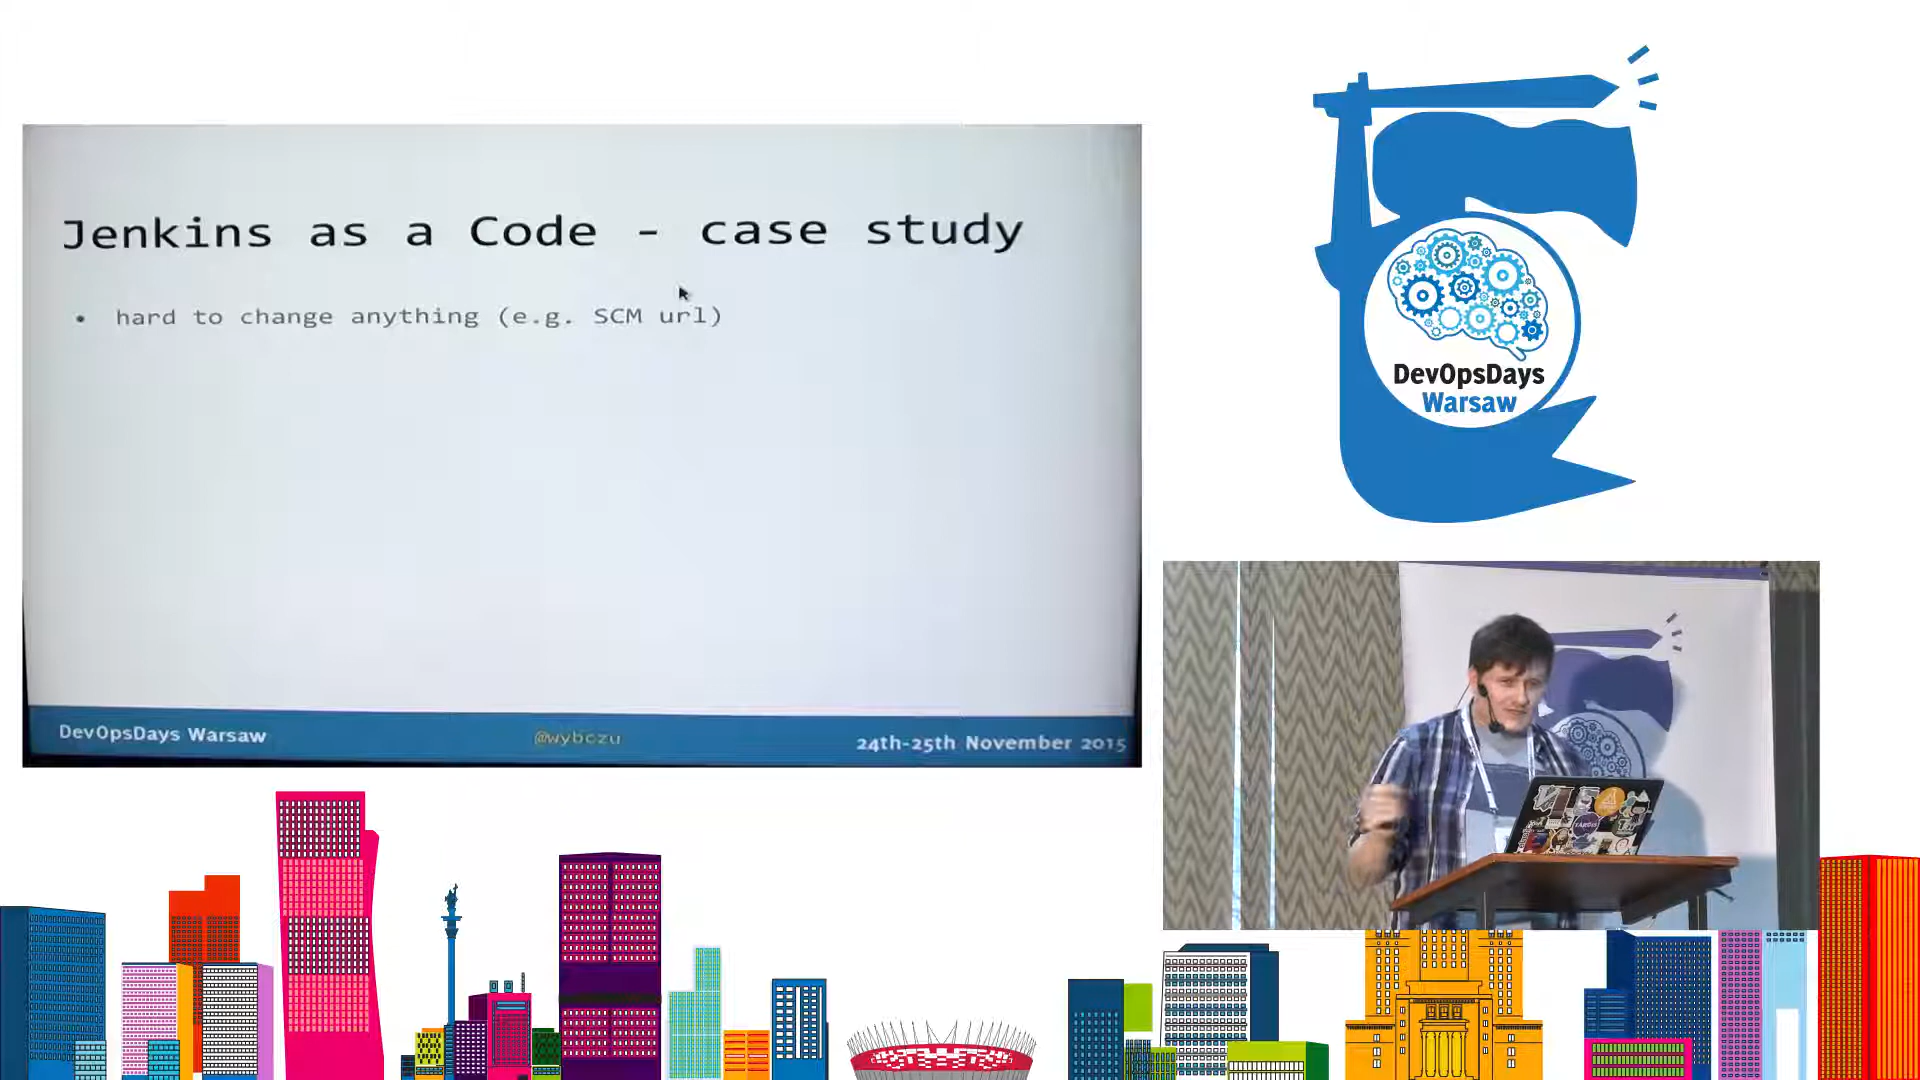 Jenkins as a Code - case study
• hard to change anything (e.g. SCM url)
DevOpsDays Warsaw
@wybczu
24th-25th November 2015
DevOpsDays
Warsaw